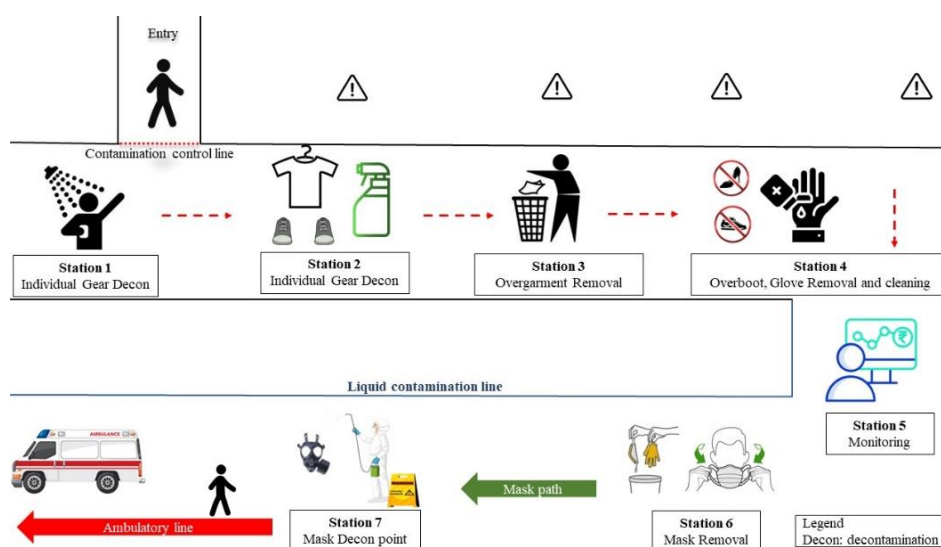 Entry
Contamination control line
Station 1
Individual Gear Decon
Station 2
Individual Gear Decon
Station 3
Overgarment Removal
Station 4
Overboot, Glove Removal and cleaning
Liquid contamination line
Station 5
Monitoring
AMBULANCE
Mask path
Ambulatory line
Station 7
Mask Decon point
Station 6
Mask Removal
Legend
Decon: decontamination